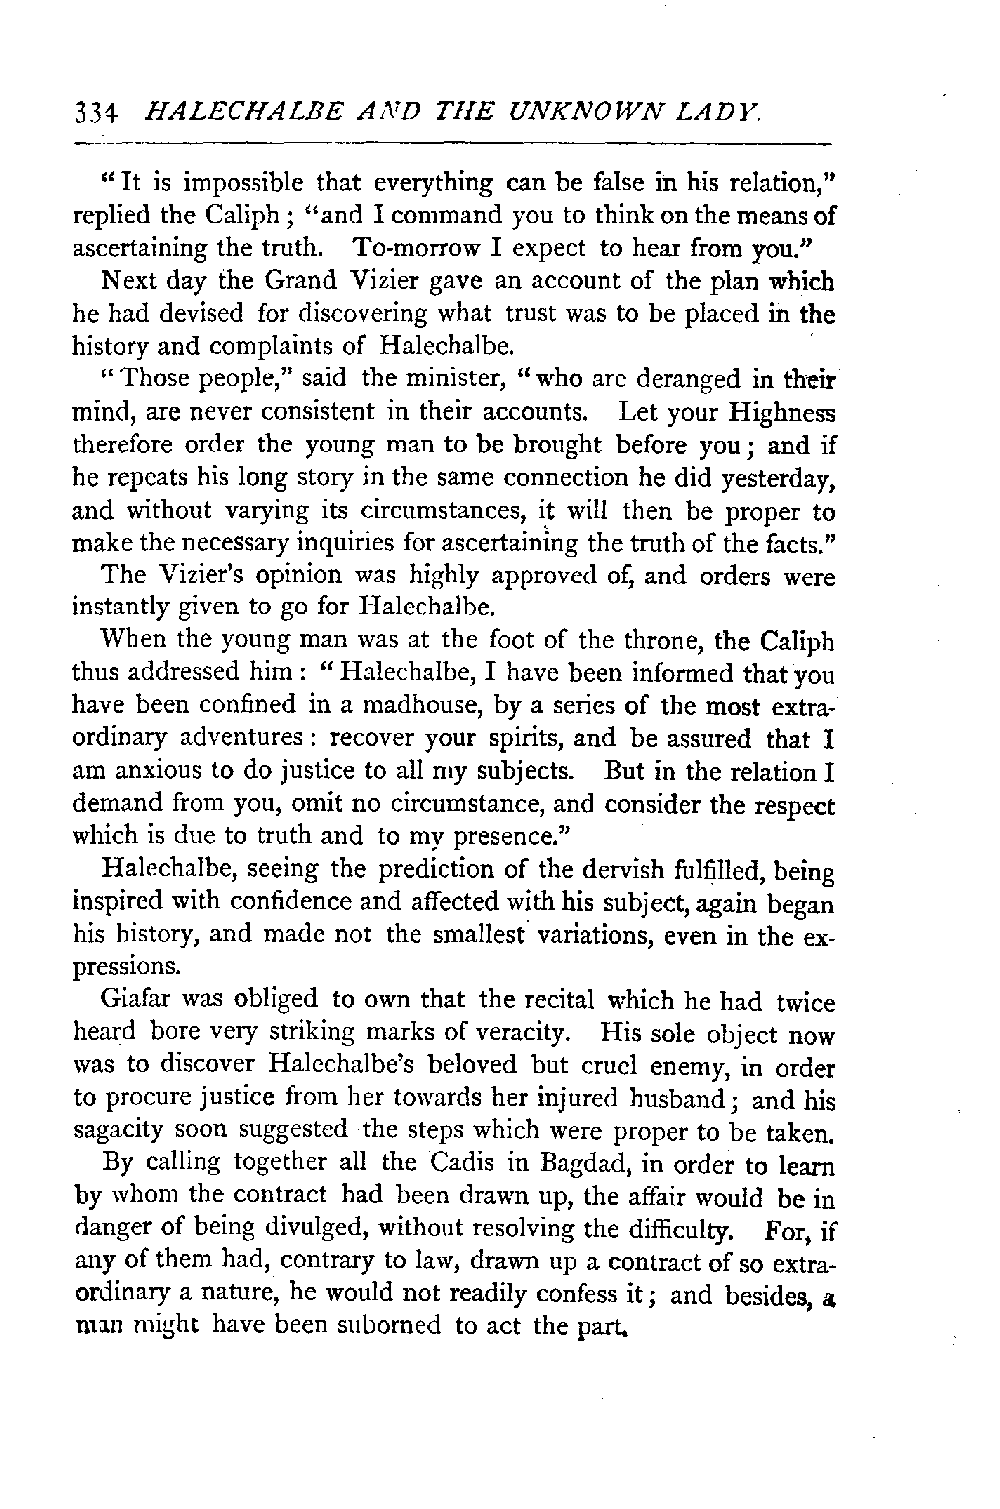 334 HALECHALBE AND THE UNKNOWN LADY.
“It is impossible that everything can be false in his relation,”
replied the Caliph; “and I command you to think on the means of
ascertaining the truth. To-morrow I expect to hear from you.”
Next day the Grand Vizier gave an account of the plan which
he had devised for discovering what trust was to be placed in the
history and complaints of Halechalbe.
“Those people,” said the minister, “who are deranged in their
mind, are never consistent in their accounts. Let your Highness
therefore order the young man to be brought before you; and if
he repeats his long story in the same connection he did yesterday,
and without varying its circumstances, it will then be proper to
make the necessary inquiries for ascertaining the truth of the facts.”
The Vizier's opinion was highly approved of, and orders were
instantly given to go for Halechalbe.
When the young man was at the foot of the throne, the Caliph
thus addressed him: “Halechalbe, I have been informed that you
have been confined in a madhouse, by a series of the most extra-
ordinary adventures: recover your spirits, and be assured that I
am anxious to do justice to all my subjects. But in the relation I
demand from you, omit no circumstance, and consider the respect
which is due to truth and to my presence.”
Halechalbe, seeing the prediction of the dervish fulfilled, being
inspired with confidence and affected with his subject, again began
his history, and made not the smallest variations, even in the ex-
pressions.
Giafar was obliged to own that the recital which he had twice
heard bore very striking marks of veracity. His sole object now
was to discover Halechalbe's beloved but cruel enemy, in order
to procure justice from her towards her injured husband; and his
sagacity soon suggested the steps which were proper to be taken.
By calling together all the Cadis in Bagdad, in order to learn
by whom the contract had been drawn up, the affair would be in
danger of being divulged, without resolving the difficulty. For, if
any of them had, contrary to law, drawn up a contract of so extra-
ordinary a nature, he would not readily confess it; and besides, a
man might have been suborned to act the part.